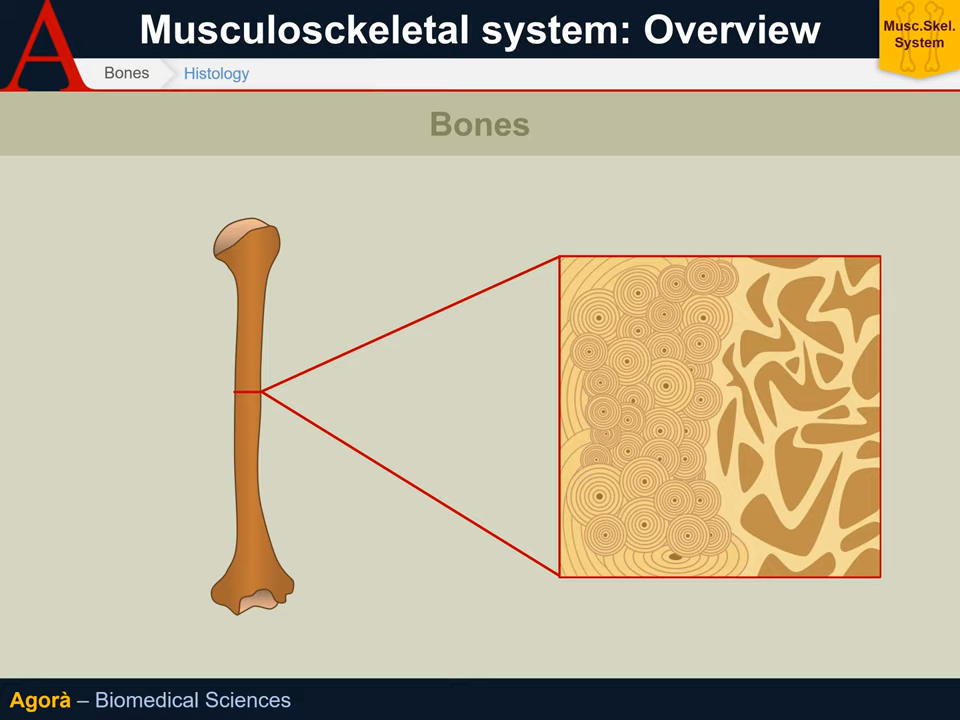 Musculosckeletal system: Overview
Musc.Skel.
System
A
Bones
Histology
Bones
Agorà – Biomedical Sciences